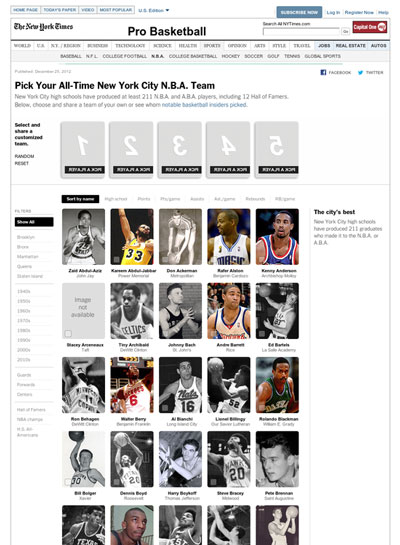 HOME PAGE TODAY'S PAPER VIDEO MOST POPULAR U.S. Edition
SUBSCRIBE NOW Log In Register Now Help
The New York Times
Pro Basketball
Search All NYTimes.com
Go
Capital One
WORLD U.S. N.Y. / REGION BUSINESS TECHNOLOGY SCIENCE HEALTH SPORTS OPINION ARTS STYLE TRAVEL JOBS REAL ESTATE AUTOS
BASEBALL N.F.L. COLLEGE FOOTBALL N.B.A. COLLEGE BASKETBALL HOCKEY SOCCER GOLF TENNIS GLOBAL SPORTS
Published: December 25, 2012
FACEBOOK TWITTER
Pick Your All-Time New York City N.B.A. Team
New York City high schools have produced at least 211 N.B.A. and A.B.A. players, including 12 Hall of Famers.
Below, choose and share a team of your own or see whom notable basketball insiders picked.
Select and
share a
customized
team.
RANDOM
RESET
1 2 3 4 5
PICK A PLAYER PICK A PLAYER PICK A PLAYER PICK A PLAYER PICK A PLAYER
Sort by name High school Points Pts./game Assists Ast./game Rebounds RB/game
FILTERS
Show All
Brooklyn
Bronx
Manhattan
Queens
Staten Island
1940s
1950s
1960s
1970s
1980s
1990s
2000s
2010s
Guards
Forwards
Centers
Hall of Famers
NBA champs
H.S. All-
Americans
Zaid Abdul-Aziz Kareem Abdul-Jabbar Don Ackerman Rafer Alston Kenny Anderson
John Jay Power Memorial Metropolitan Benjamin Cardozo Archbishop Molloy
Image
not
available
Stacey Arceneaux Tiny Archibald Johnny Bach Andre Barrett Ed Bartels
Taft DeWitt Clinton St. John's Rice La Salle Academy
Ron Behagen Walter Berry Al Bianchi Lionel Billingy Rolando Blackman
DeWitt Clinton Benjamin Franklin Long Island City Our Savior Lutheran William E. Grady
Bill Bolger Dennis Boyd Harry Boykoff Steve Bracey Pete Brennan
Xavier Roosevelt Thomas Jefferson Midwood Saint Augustine
The city's best
New York City high schools
have produced 211 graduates
who made it to the N.B.A. or
A.B.A.